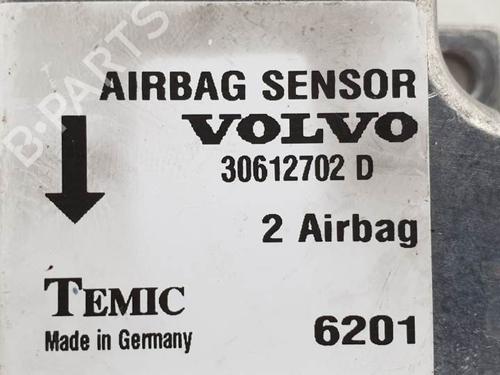 B-PARTS
AIRBAG SENSOR
VOLVO
30612702 D
2 Airbag
TEMIC
Made in Germany
6201